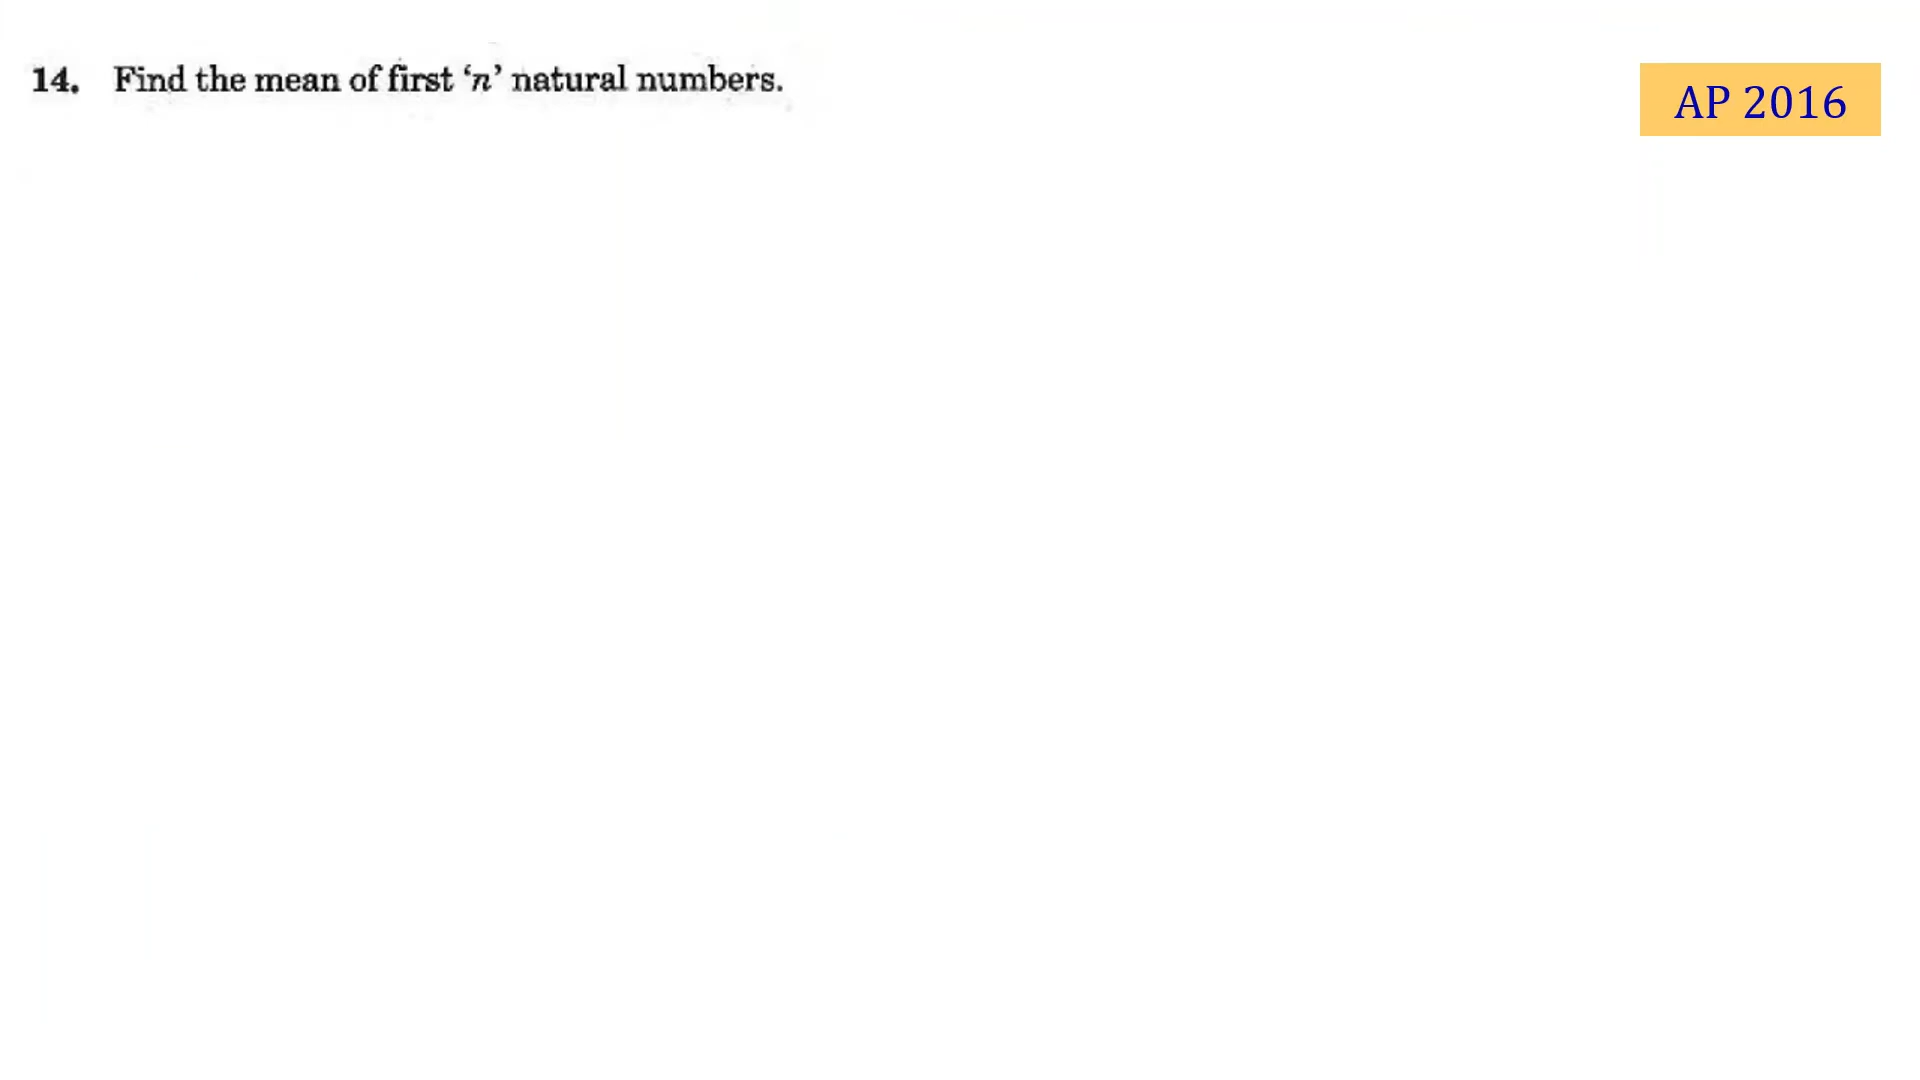 14. Find the mean of first ‘n’ natural numbers.
AP 2016